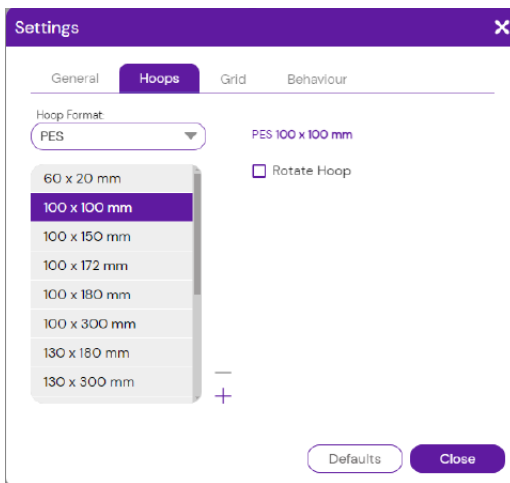 Settings
General Hoops Grid Behaviour
Hoop Format
PES
PES 100 x 100 mm
Rotate Hoop
60 x 20 mm
100 x 100 mm
100 x 150 mm
100 x 172 mm
100 x 180 mm
100 x 300 mm
130 x 180 mm
130 x 300 mm
Defaults Close